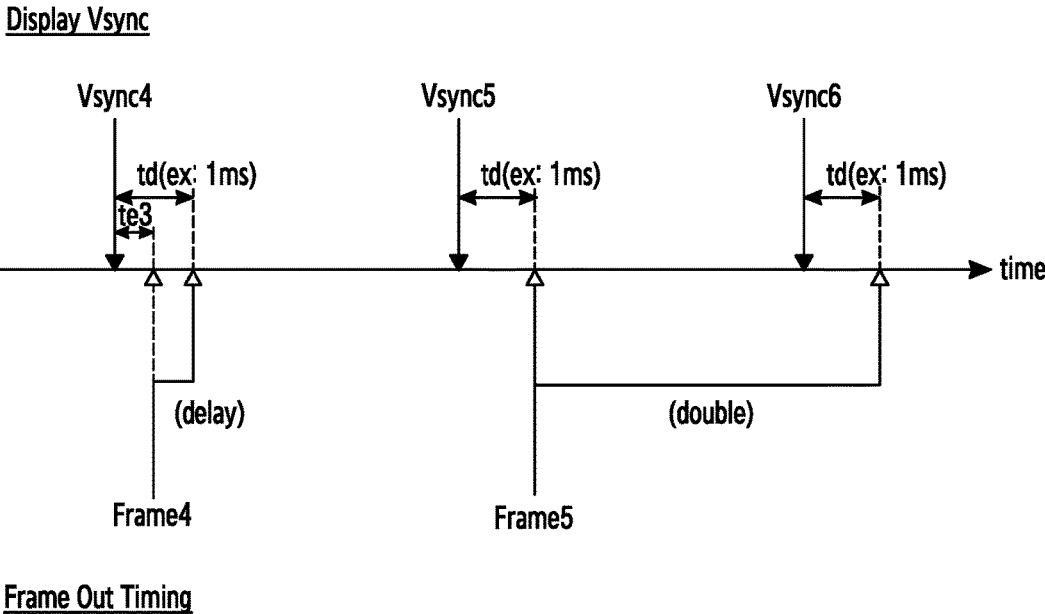 Display Vsync
Vsync4 Vsync5 Vsync6
td(ex: 1ms) td(ex: 1ms) td(ex: 1ms)
te3
time
(delay) (double)
Frame4 Frame5
Frame Out Timing